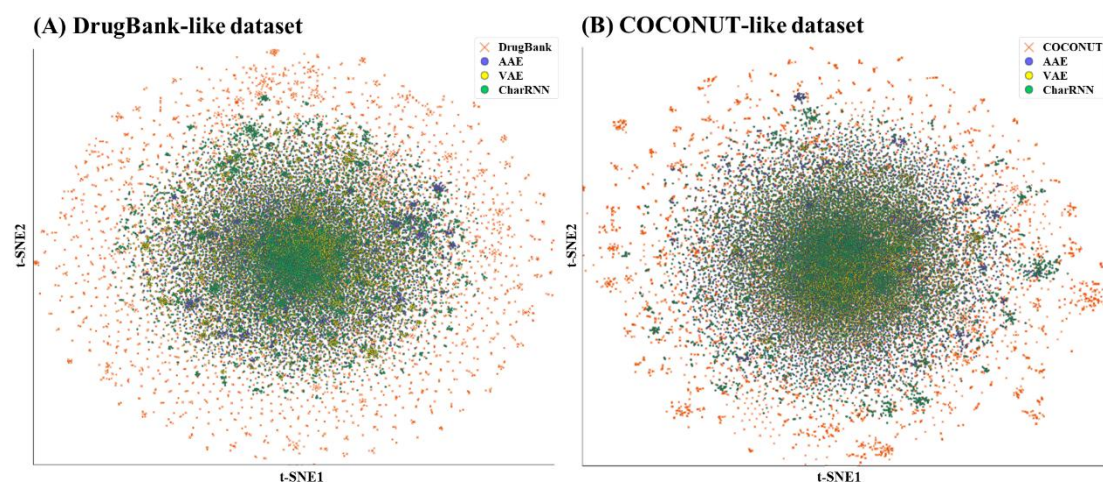 (A) DrugBank-like dataset
DrugBank
AAE
VAE
CharRNN
t-SNE2
t-SNE1
(B) COCONUT-like dataset
COCONUT
AAE
VAE
CharRNN
t-SNE2
t-SNE1